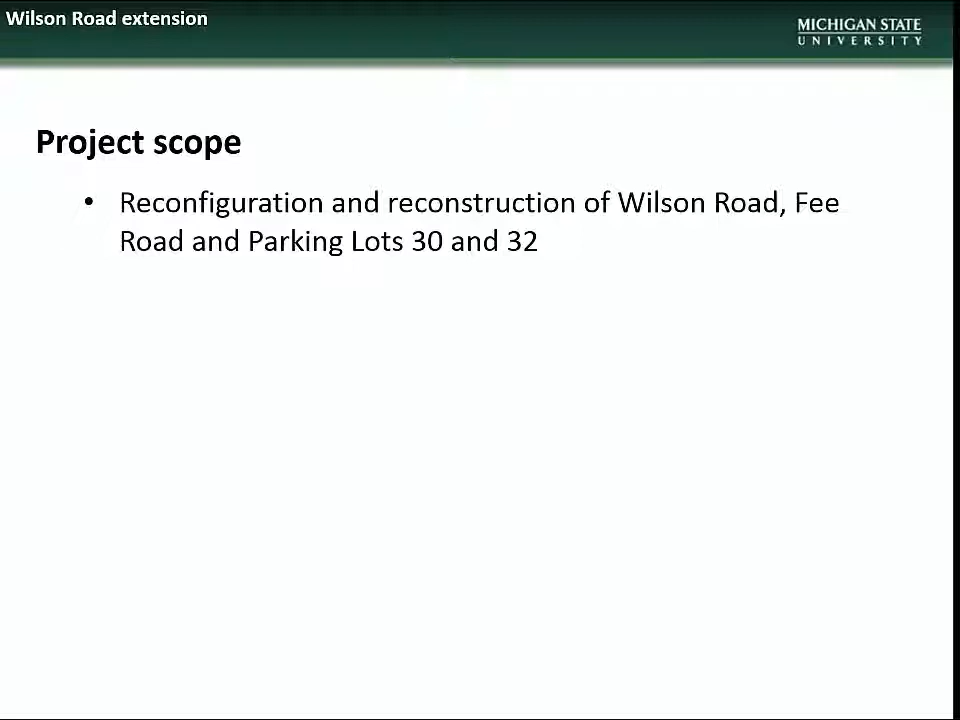 Wilson Road extension
MICHIGAN STATE
UNIVERSITY
Project scope
• Reconfiguration and reconstruction of Wilson Road, Fee
Road and Parking Lots 30 and 32